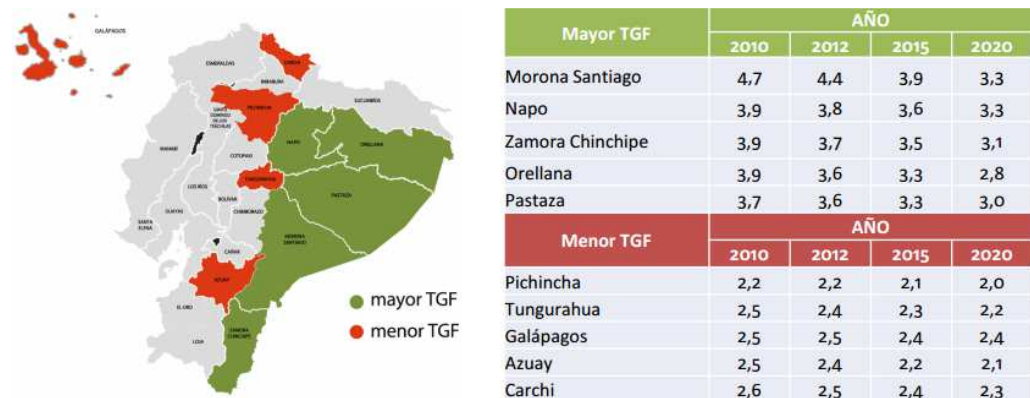 GALÁPAGOS
ESMERALDAS
CARCHI
IMBABURA
SUCUMBIOS
PICHINCHA
SANTO
DOMINGO
DE LOS
TSACHILAS
MANABÍ
NAPO
ORELLANA
COTOPAXI
TUNGURAHUA
LOS RÍOS
BOLÍVAR
PASTAZA
CHIMBORAZO
GUAYAS
SANTA
ELENA
MORONA
SANTIAGO
CAÑAR
AZUAY
EL ORO
LOJA
ZAMORA
CHINCHIPE
mayor TGF
menor TGF
Mayor TGF AÑO
2010 2012 2015 2020
Morona Santiago 4,7 4,4 3,9 3,3
Napo 3,9 3,8 3,6 3,3
Zamora Chinchipe 3,9 3,7 3,5 3,1
Orellana 3,9 3,6 3,3 2,8
Pastaza 3,7 3,6 3,3 3,0
Menor TGF AÑO
2010 2012 2015 2020
Pichincha 2,2 2,2 2,1 2,0
Tungurahua 2,5 2,4 2,3 2,2
Galápagos 2,5 2,5 2,4 2,4
Azuay 2,5 2,4 2,2 2,1
Carchi 2,6 2,5 2,4 2,3